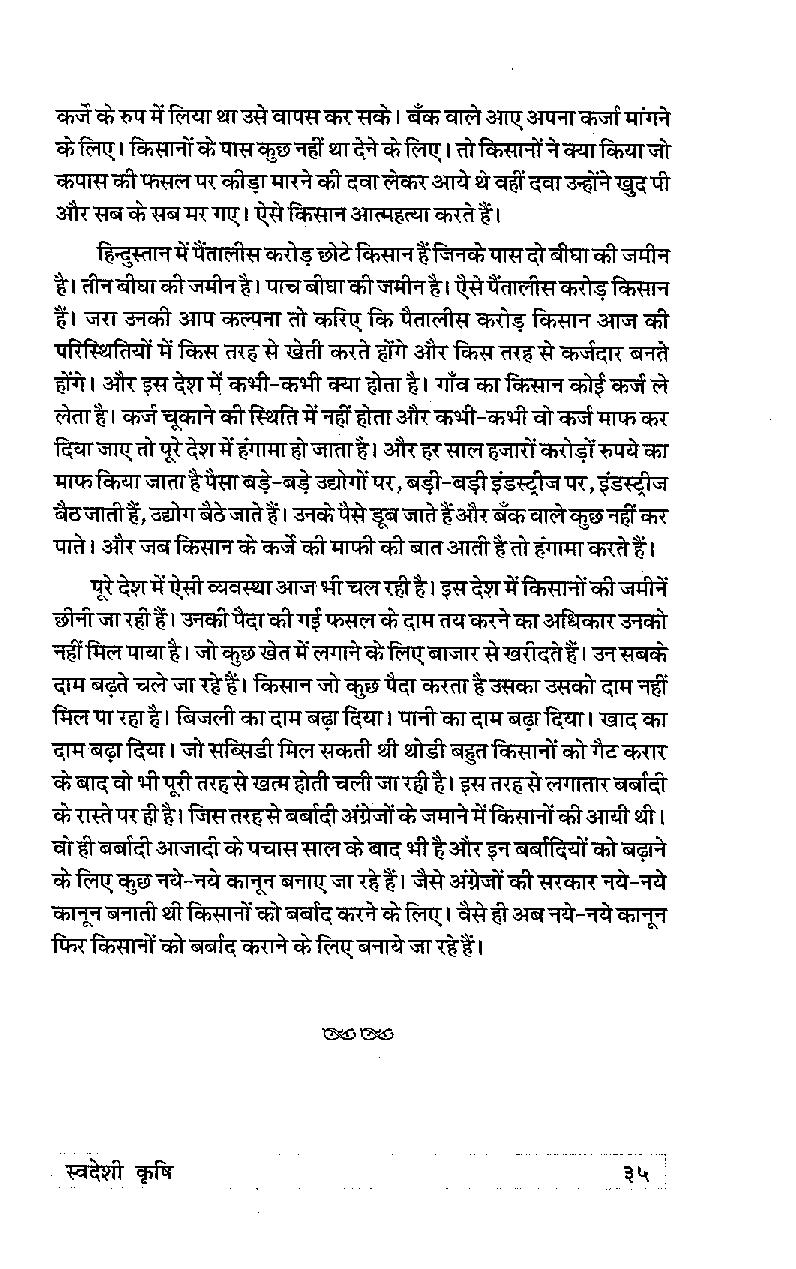 कर्जे के रुप में लिया था उसे वापस कर सके। बँक वाले आए अपना कर्जा मांगने
के लिए। किसानों के पास कुछ नहीं था देने के लिए। तो किसानों ने क्या किया जो
कपास की फसल पर कीड़ा मारने की दवा लेकर आये थे वहीं दवा उन्होंने खुद पी
और सब के सब मर गए। ऐसे किसान आत्महत्या करते हैं।
हिन्दुस्तान में पैंतालीस करोड़ छोटे किसान हैं जिनके पास दो बीघा की जमीन
है। तीन बीघा की जमीन है। पाच बीघा की जमीन है। ऐसे पैंतालीस करोड़ किसान
हैं। जरा उनकी आप कल्पना तो करिए कि पैतालीस करोड़ किसान आज की
परिस्थितियों में किस तरह से खेती करते होंगे और किस तरह से कर्जदार बनते
होंगे। और इस देश में कभी-कभी क्या होता है। गाँव का किसान कोई कर्ज ले
लेता है। कर्ज चूकाने की स्थिति में नहीं होता और कभी-कभी वो कर्ज माफ कर
दिया जाए तो पूरे देश में हंगामा हो जाता है। और हर साल हजारों करोड़ों रुपये का
माफ किया जाता है पैसा बड़े-बड़े उद्योगों पर, बड़ी-बड़ी इंडस्ट्रीज पर, इंडस्ट्रीज
बैठ जाती हैं, उद्योग बैठे जाते हैं। उनके पैसे डूब जाते हैं और बँक वाले कुछ नहीं कर
पाते। और जब किसान के कर्जे की माफी की बात आती है तो हंगामा करते हैं।
पूरे देश में ऐसी व्यवस्था आज भी चल रही है। इस देश में किसानों की जमीनें
छीनी जा रही हैं। उनकी पैदा की गई फसल के दाम तय करने का अधिकार उनको
नहीं मिल पाया है। जो कुछ खेत में लगाने के लिए बाजार से खरीदते हैं। उन सबके
दाम बढ़ते चले जा रहे हैं। किसान जो कुछ पैदा करता है उसका उसको दाम नहीं
मिल पा रहा है। बिजली का दाम बढ़ा दिया। पानी का दाम बढ़ा दिया। खाद का
दाम बढ़ा दिया। जो सब्सिडी मिल सकती थी थोडी बहुत किसानों को गैट करार
के बाद वो भी पूरी तरह से खत्म होती चली जा रही है। इस तरह से लगातार बर्बादी
के रास्ते पर ही है। जिस तरह से बर्बादी अंग्रेजों के जमाने में किसानों की आयी थी।
वो ही बर्बादी आजादी के पचास साल के बाद भी है और इन बर्बादियों को बढ़ाने
के लिए कुछ नये-नये कानून बनाए जा रहे हैं। जैसे अंग्रेजों की सरकार नये-नये
कानून बनाती थी किसानों को बर्बाद करने के लिए। वैसे ही अब नये-नये कानून
फिर किसानों को बर्बाद कराने के लिए बनाये जा रहे हैं।
स्वदेशी कृषि ३५